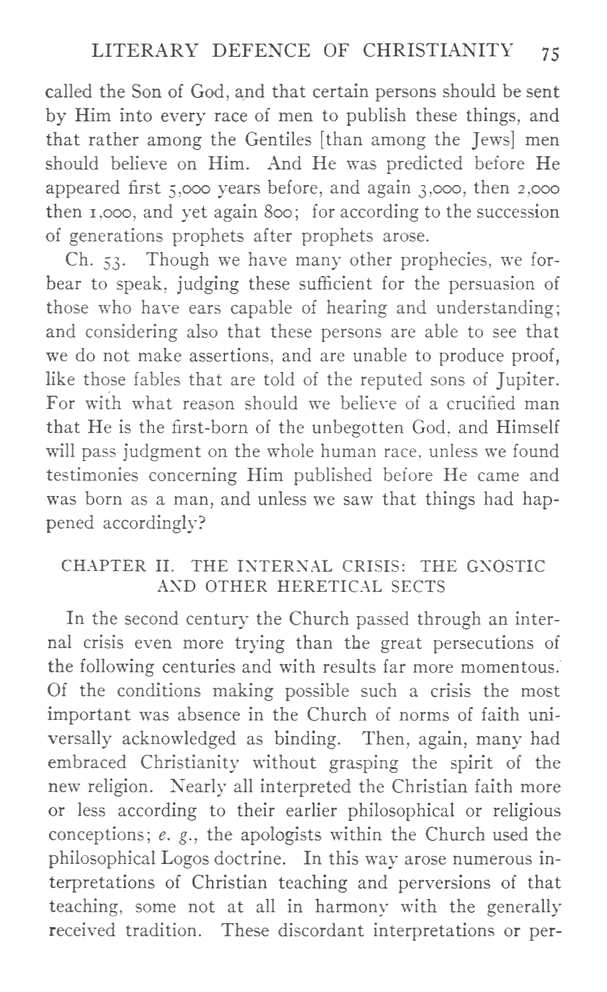 LITERARY DEFENCE OF CHRISTIANITY 75
called the Son of God, and that certain persons should be sent
by Him into every race of men to publish these things, and
that rather among the Gentiles [than among the Jews] men
should believe on Him. And He was predicted before He
appeared first 5,000 years before, and again 3,000, then 2,000
then 1,000, and yet again 800; for according to the succession
of generations prophets after prophets arose.
Ch. 53. Though we have many other prophecies, we for-
bear to speak, judging these sufficient for the persuasion of
those who have ears capable of hearing and understanding;
and considering also that these persons are able to see that
we do not make assertions, and are unable to produce proof,
like those fables that are told of the reputed sons of Jupiter.
For with what reason should we believe of a crucified man
that He is the first-born of the unbegotten God, and Himself
will pass judgment on the whole human race, unless we found
testimonies concerning Him published before He came and
was born as a man, and unless we saw that things had hap-
pened accordingly?
CHAPTER II. THE INTERNAL CRISIS: THE GNOSTIC
AND OTHER HERETICAL SECTS
In the second century the Church passed through an inter-
nal crisis even more trying than the great persecutions of
the following centuries and with results far more momentous.
Of the conditions making possible such a crisis the most
important was absence in the Church of norms of faith uni-
versally acknowledged as binding. Then, again, many had
embraced Christianity without grasping the spirit of the
new religion. Nearly all interpreted the Christian faith more
or less according to their earlier philosophical or religious
conceptions; e. g., the apologists within the Church used the
philosophical Logos doctrine. In this way arose numerous in-
terpretations of Christian teaching and perversions of that
teaching, some not at all in harmony with the generally
received tradition. These discordant interpretations or per-